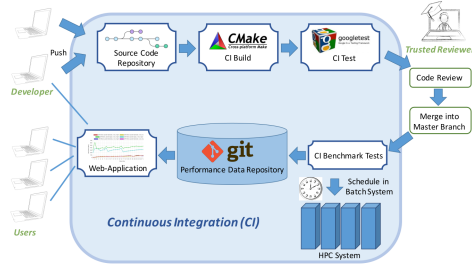 Push
Developer
Source Code
Repository
CMake
Cross-platform Make
CI Build
googletest
CI Test
Trusted Reviewer
Code Review
Merge into
Master Branch
CI Benchmark Tests
git
Performance Data Repository
Web-Application
Users
Schedule in
Batch System
HPC System
Continuous Integration (CI)